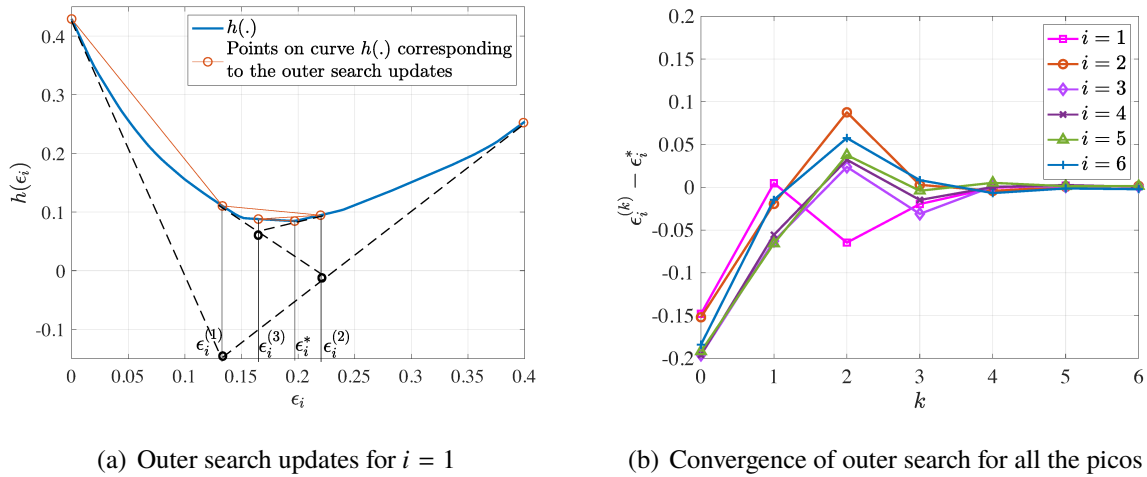 h(.)
Points on curve h(.) corresponding
to the outer search updates
0.4
0.3
0.2
0.1
0
-0.1
h(ϵ_i)
ϵ_i^{(1)} ϵ_i^{(3)} ϵ_i^* ϵ_i^{(2)}
0 0.05 0.1 0.15 0.2 0.25 0.3 0.35 0.4
ϵ_i
(a) Outer search updates for i = 1
0.2
0.15
0.1
0.05
0
-0.05
-0.1
-0.15
-0.2
ϵ_i^{(k)} − ϵ_i^*
i = 1
i = 2
i = 3
i = 4
i = 5
i = 6
0 1 2 3 4 5 6
k
(b) Convergence of outer search for all the picos